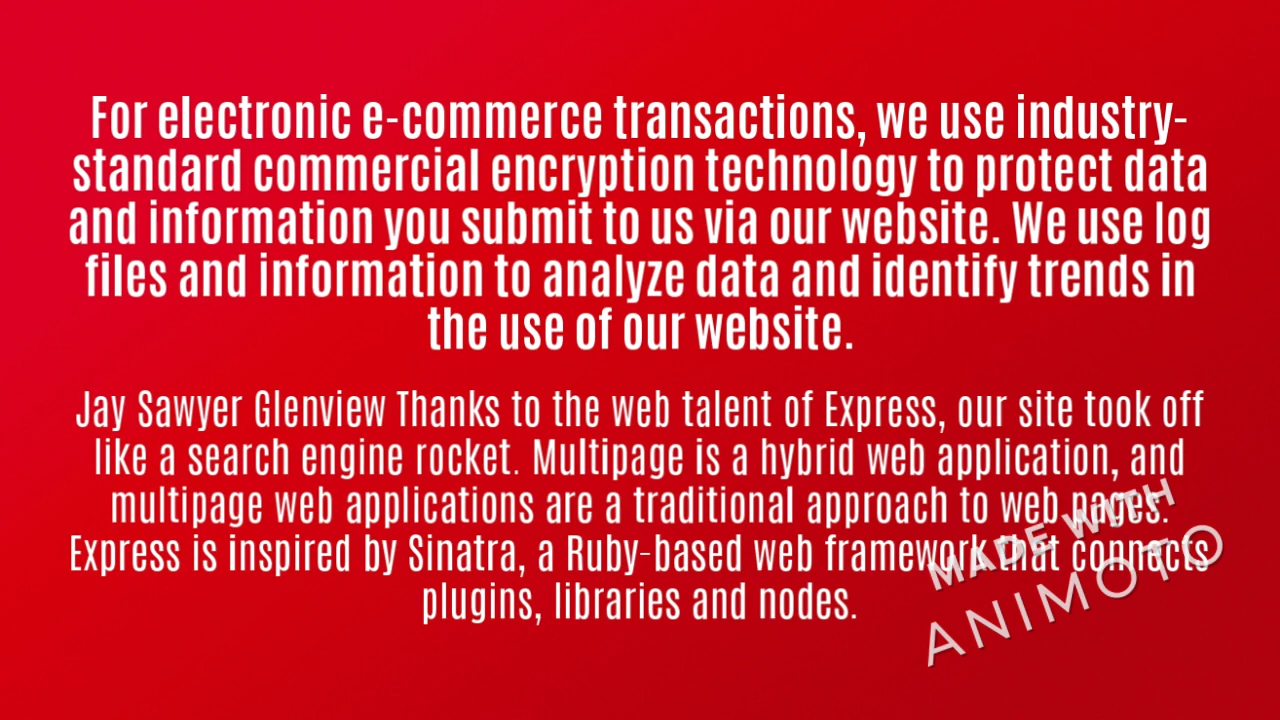 For electronic e-commerce transactions, we use industry-
standard commercial encryption technology to protect data
and information you submit to us via our website. We use log
files and information to analyze data and identify trends in
the use of our website.
Jay Sawyer Glenview Thanks to the web talent of Express, our site took off
like a search engine rocket. Multipage is a hybrid web application, and
multipage web applications are a traditional approach to web pages.
Express is inspired by Sinatra, a Ruby-based web framework that connects
plugins, libraries and nodes.
MADE WITH
ANIMOTO